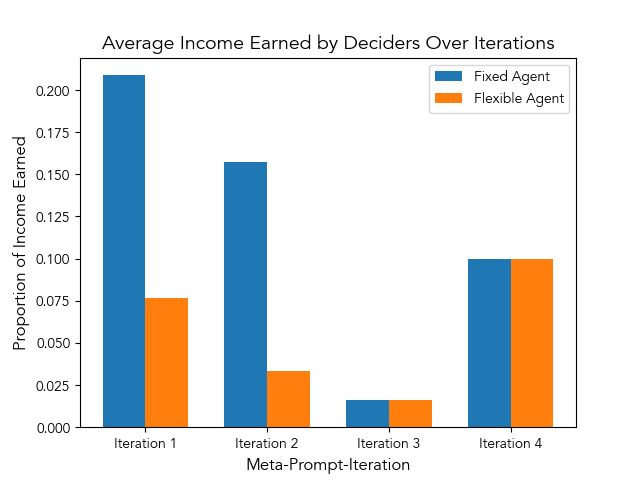 Average Income Earned by Deciders Over Iterations
Fixed Agent
Flexible Agent
Proportion of Income Earned
0.200
0.175
0.150
0.125
0.100
0.075
0.050
0.025
0.000
Iteration 1
Iteration 2
Iteration 3
Iteration 4
Meta-Prompt-Iteration